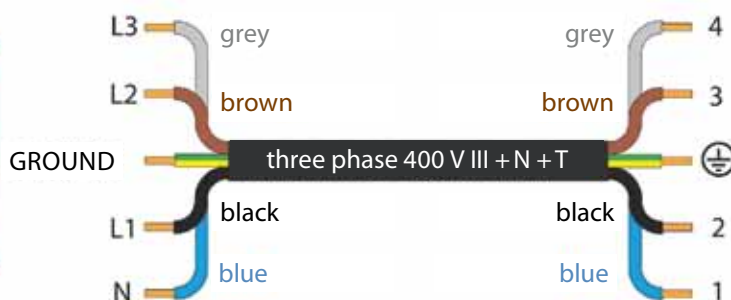 L3 grey grey 4
L2 brown brown 3
GROUND three phase 400 V III + N + T
L1 black black 2
N blue blue 1